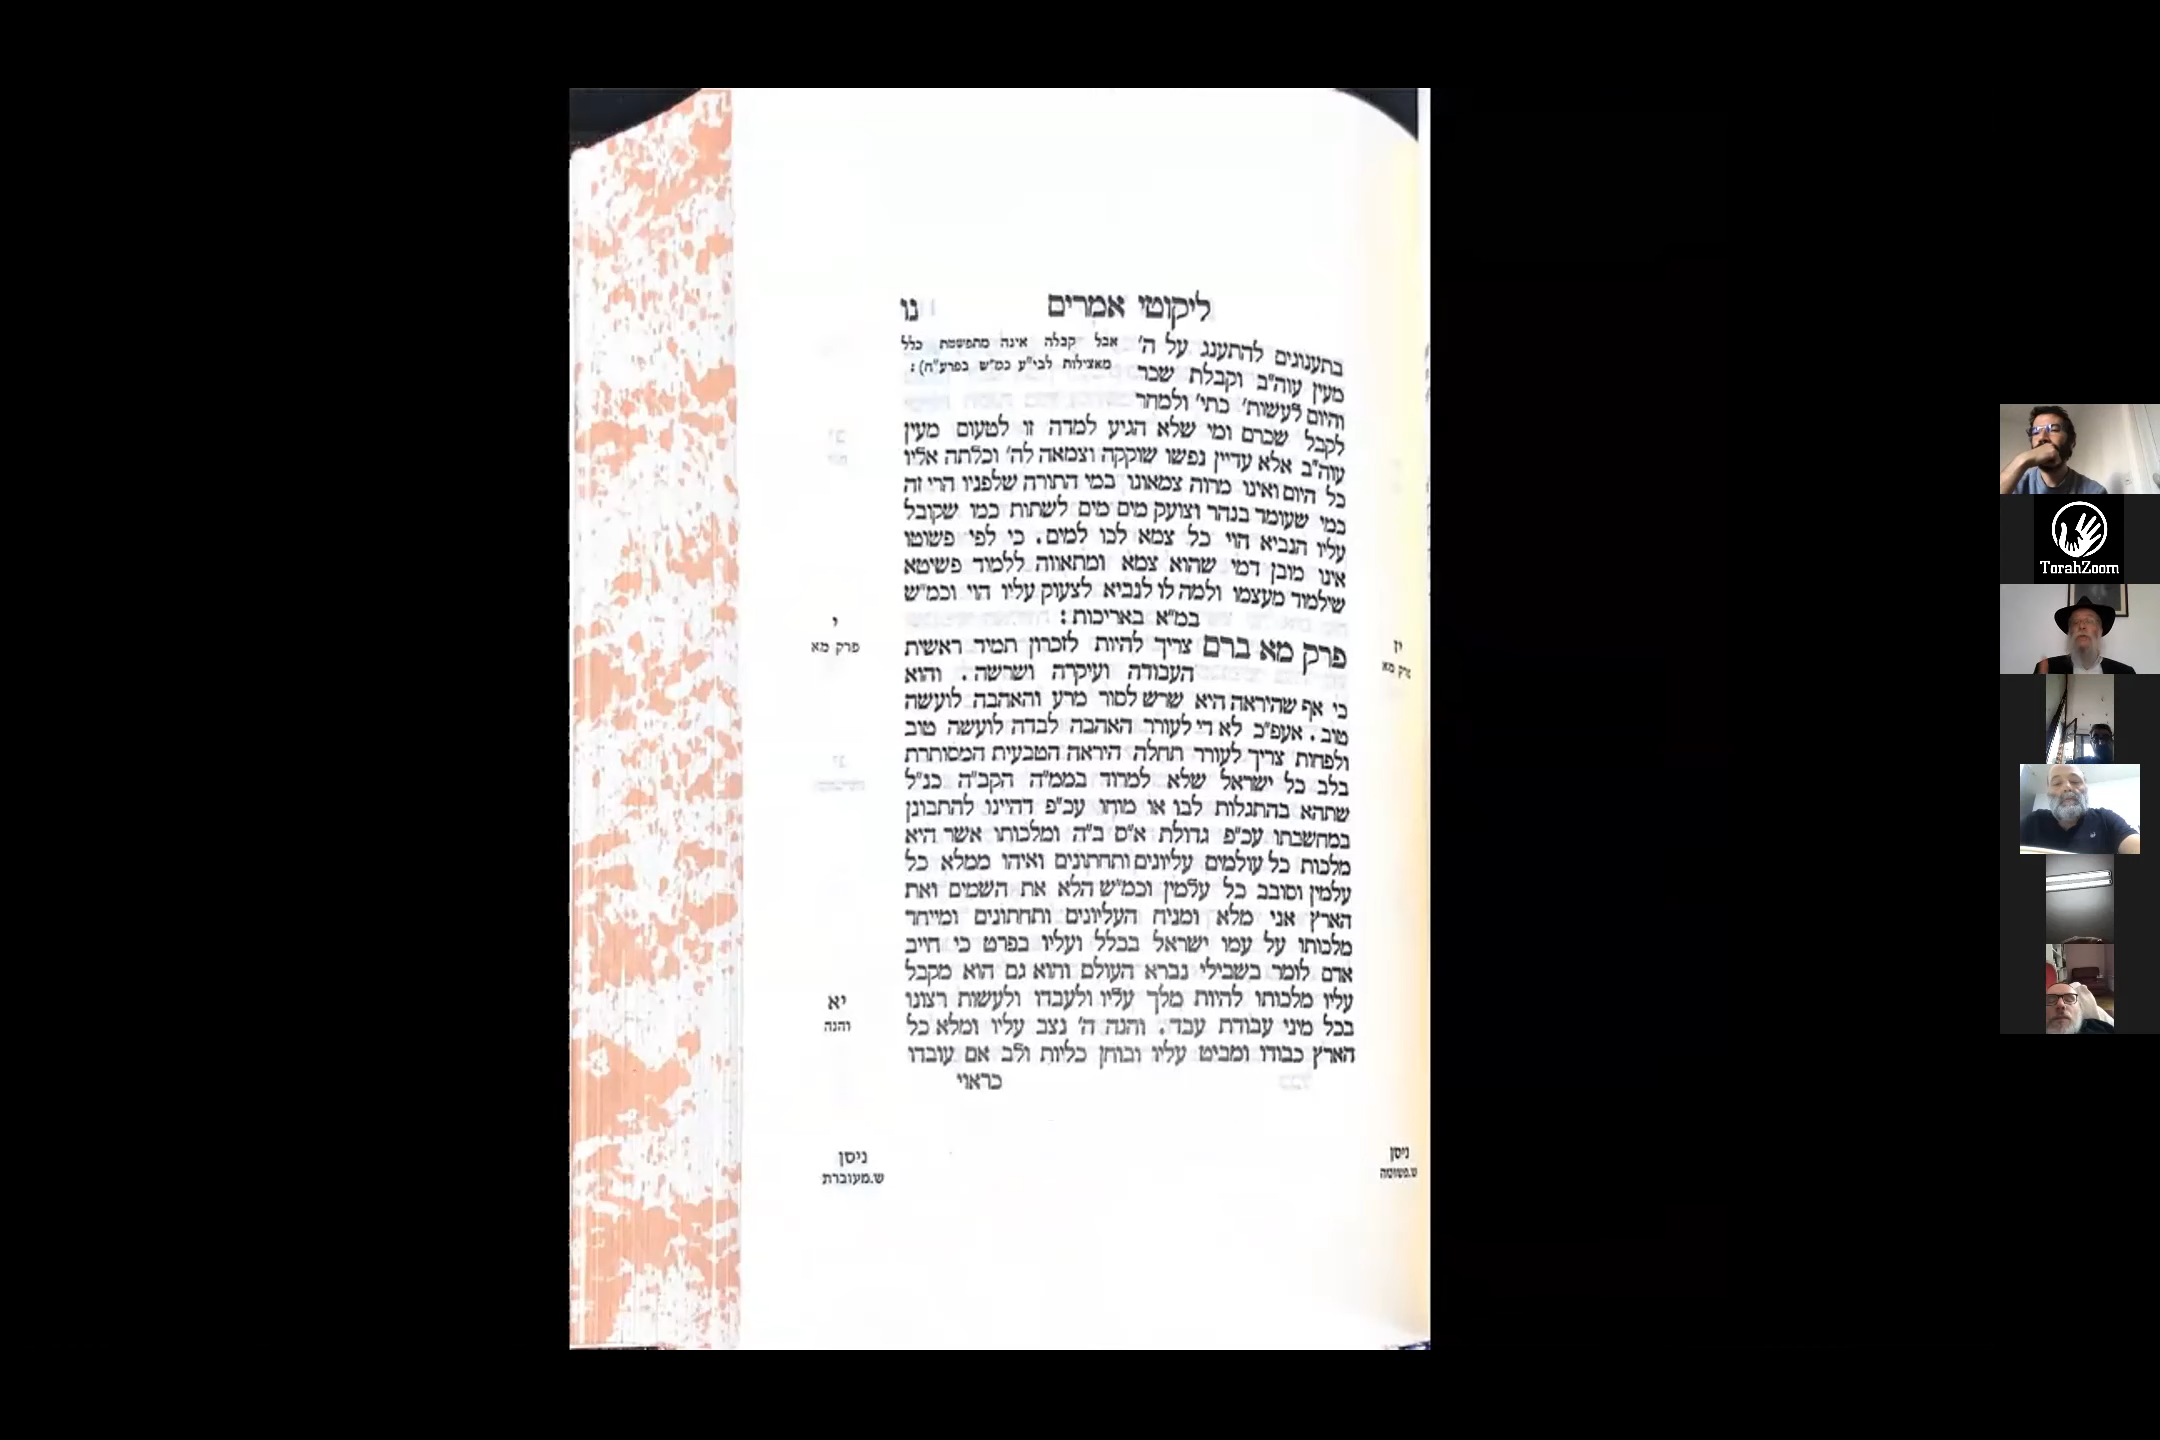 ליקוטי אמרים
נו
בתענוגים להתענג על ה'
מעין עוה"ב וקבלת שכר
והיום לעשות' כתי' ולמחר
אבל קבלה אינה מתפשטת כלל
מאצילות לבי"ע כמ"ש בפרע"ח):
לקבל שכרם ומי שלא הגיע למדה זו לטעום מעין
עוה"ב אלא עדיין נפשו שוקקה וצמאה לה' וכלתה אליו
כל היום ואינו מרוה צמאונו במי התורה שלפניו הרי זה
כמי שעומד בנהר וצועק מים מים לשתות כמו שקובל
עליו הנביא הוי כל צמא לכו למים. כי לפי פשוטו
אינו מובן דמי שהוא צמא ומתאווה ללמוד פשיטא
שילמוד מעצמו ולמה לו לנביא לצעוק עליו הוי וכמ"ש
במ"א באריכות:
פרק מא ברם צריך להיות לזכרון תמיד ראשית
העבודה ועיקרה ושרשה. והוא
כי אף שהיראה היא שרש לסור מרע והאהבה לועשה
טוב. אעפ"כ לא די לעורר האהבה לבדה לועשה טוב
ולפחות צריך לעורר תחלה היראה הטבעית המסותרת
בלב כל ישראל שלא למרוד בממ"ה הקב"ה כנ"ל
שתהא בהתגלות לבו או מוחו עכ"פ דהיינו להתבונן
במחשבתו עכ"פ גדולת א"ס ב"ה ומלכותו אשר היא
מלכות כל עולמים עליונים ותחתונים ואיהו ממלא כל
עלמין וסובב כל עלמין וכמ"ש הלא את השמים ואת
הארץ אני מלא ומניח העליונים ותחתונים ומייחד
מלכותו על עמו ישראל בכלל ועליו בפרט כי חייב
אדם לומר בשבילי נברא העולם והוא גם הוא מקבל
עליו מלכותו להיות מלך עליו ולעבדו ולעשות רצונו
בכל מיני עבודת עבד. והנה ה' נצב עליו ומלא כל
הארץ כבודו ומביט עליו ובוחן כליות ולב אם עובדו
כראוי
י
פרק מא
יא
והנה
ניסן
ש.מעוברת
יז
פרק מא
ניסן
ש.פשוטה
TorahZoom